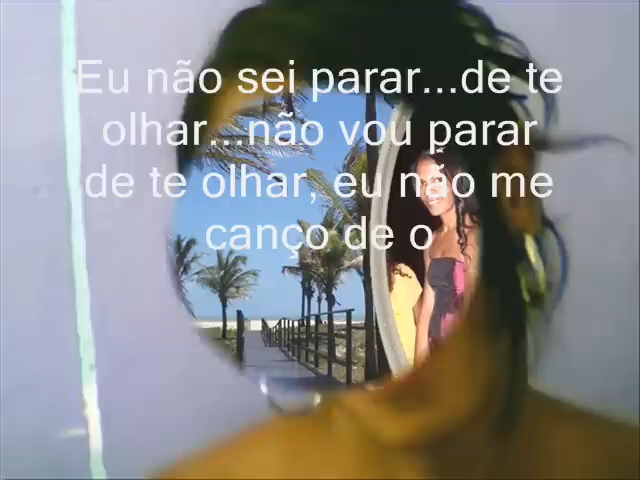 Eu não sei parar...de te
olhar...não vou parar
de te olhar, eu não me
canço de o